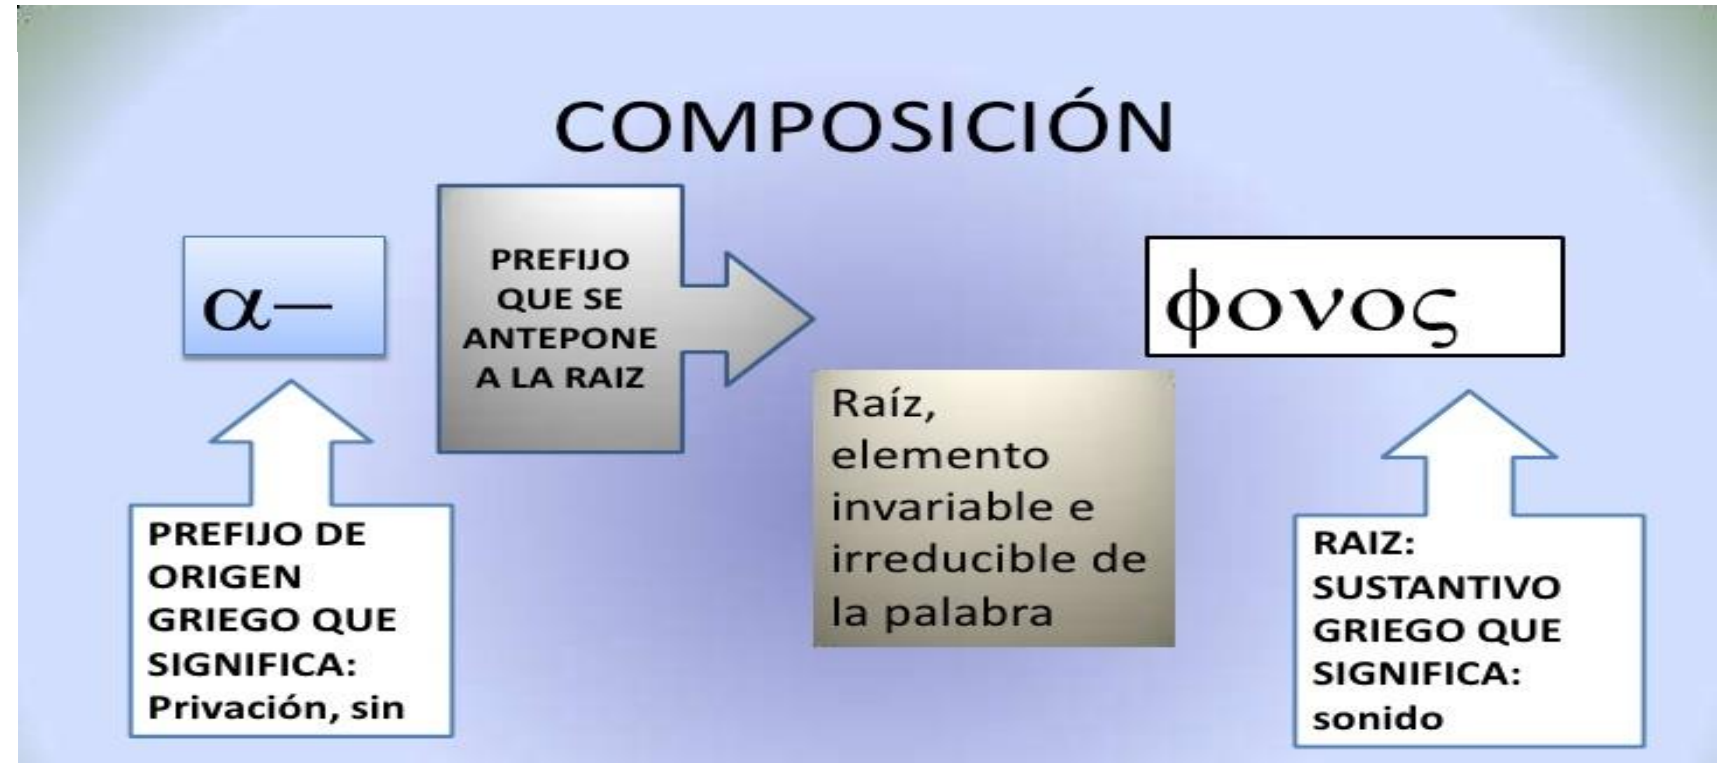 COMPOSICIÓN
α–
PREFIJO
QUE SE
ANTEPONE
A LA RAIZ
φονος
Raíz,
elemento
invariable e
irreducible de
la palabra
PREFIJO DE
ORIGEN
GRIEGO QUE
SIGNIFICA:
Privación, sin
RAIZ:
SUSTANTIVO
GRIEGO QUE
SIGNIFICA:
sonido